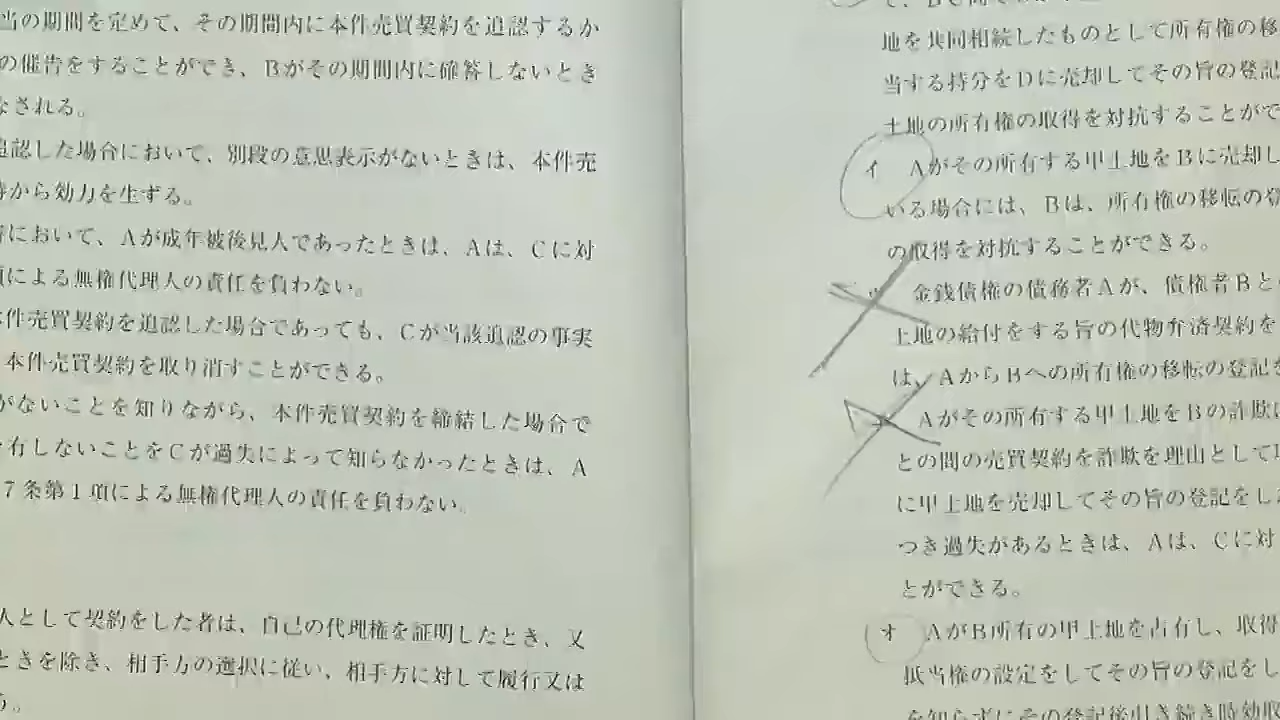 当の期間を定めて、その期間内に本件売買契約を追認するか
の催告をすることができ、Bがその期間内に確答しないとき
なされる。
追認した場合において、別段の意思表示がないときは、本件売
時から効力を生ずる。
において、Aが成年被後見人であったときは、Aは、Cに対
項による無権代理人の責任を負わない。
本件売買契約を追認した場合であっても、Cが当該追認の事実
本件売買契約を取り消すことができる。
がないことを知りながら、本件売買契約を締結した場合で
有しないことをCが過失によって知らなかったときは、A
7条第1項による無権代理人の責任を負わない。
人として契約をした者は、自己の代理権を証明したとき、又
ときを除き、相手方の選択に従い、相手方に対して履行又は
う。
地を共同相続したものとして所有権の移
当する持分をDに売却してその旨の登記
土地の所有権の取得を対抗することがで
イ Aがその所有する甲土地をBに売却し
いる場合には、Bは、所有権の移転の登
の取得を対抗することができる。
金銭債権の債務者Aが、債権者Bと
土地の給付をする旨の代物弁済契約を
は、AからBへの所有権の移転の登記を
Aがその所有する甲土地をBの詐欺に
との間の売買契約を詐欺を理由として
に甲土地を売却してその旨の登記をし
つき過失があるときは、Aは、Cに対
とができる。
オ AがB所有の甲土地を占有し、取得
抵当権の設定をしてその旨の登記をし
を知らずにその登記後引き続き時効取